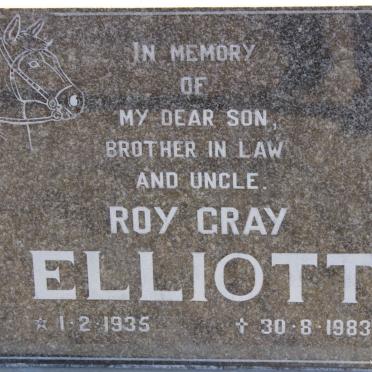 IN MEMORY
OF
MY DEAR SON,
BROTHER IN LAW
AND UNCLE.
ROY GRAY
ELLIOTT
☆ 1·2·1935 ✝ 30·8·1983